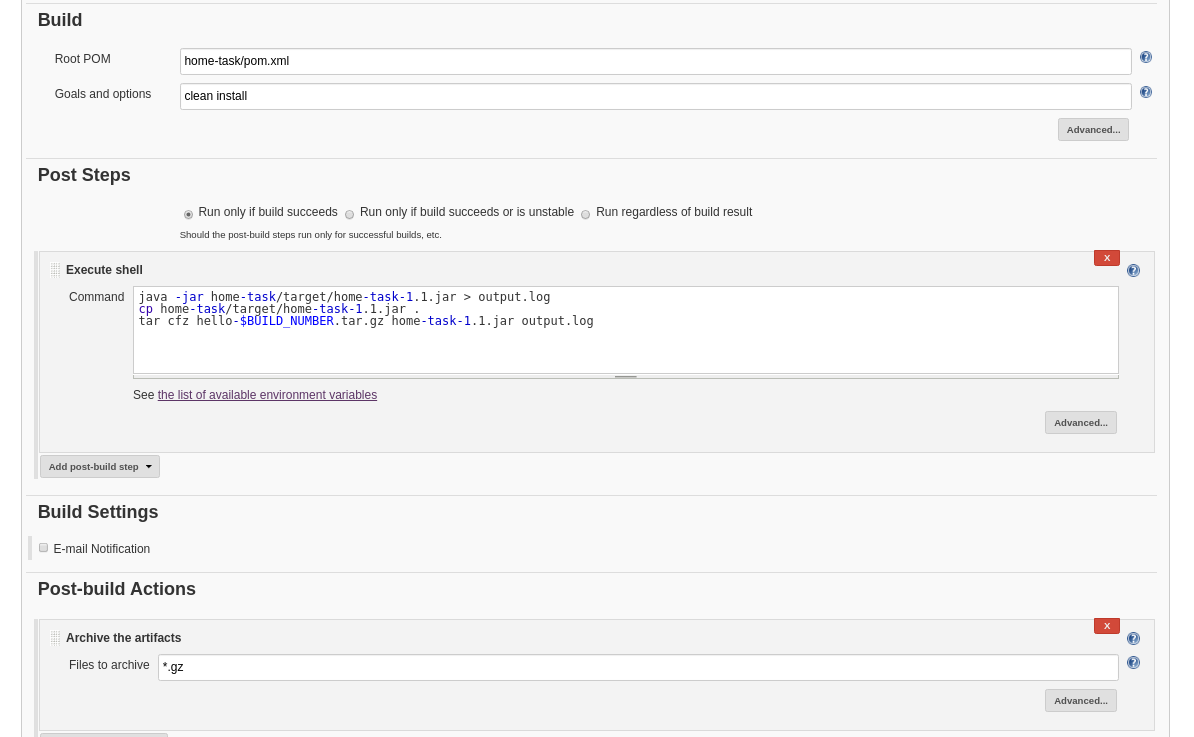 Build
Root POM
home-task/pom.xml
Goals and options
clean install
Advanced...
Post Steps
Run only if build succeeds Run only if build succeeds or is unstable Run regardless of build result
Should the post-build steps run only for successful builds, etc.
X
Execute shell
Command
java -jar home-task/target/home-task-1.1.jar > output.log
cp home-task/target/home-task-1.1.jar .
tar cfz hello-$BUILD_NUMBER.tar.gz home-task-1.1.jar output.log
See the list of available environment variables
Advanced...
Add post-build step
Build Settings
E-mail Notification
Post-build Actions
X
Archive the artifacts
Files to archive
*.gz
Advanced...